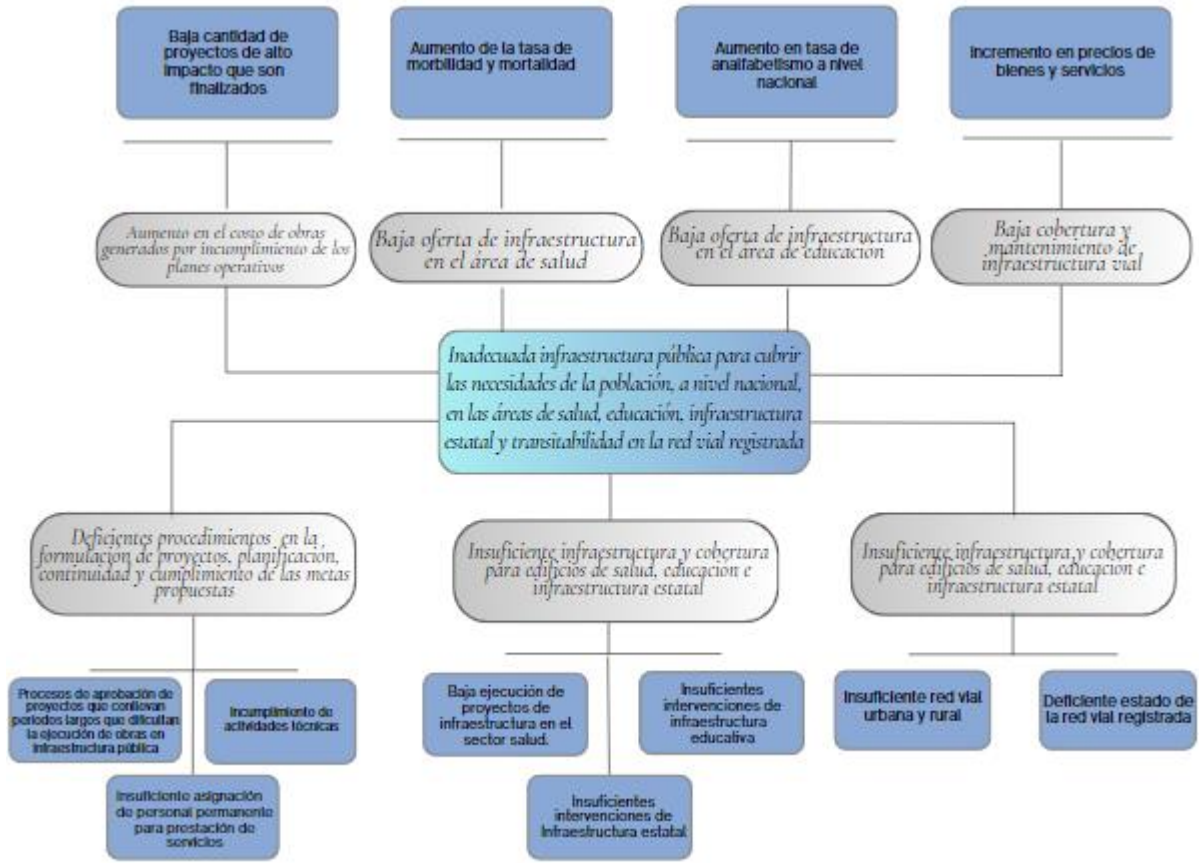 Baja cantidad de
proyectos de alto
impacto que son
finalizados
Aumento de la tasa de
morbilidad y mortalidad
Aumento en tasa de
analfabetismo a nivel
nacional
Incremento en precios de
bienes y servicios
Aumento en el costo de obras
generados por incumplimiento de los
planes operativos
Baja oferta de infraestructura
en el área de salud
Baja oferta de infraestructura
en el área de educación
Baja cobertura y
mantenimiento de
infraestructura vial
Inadecuada infraestructura pública para cubrir
las necesidades de la población, a nivel nacional,
en las áreas de salud, educación, infraestructura
estatal y transitabilidad en la red vial registrada
Deficientes procedimientos en la
formulación de proyectos, planificación,
continuidad y cumplimiento de las metas
propuestas
Insuficiente infraestructura y cobertura
para edificios de salud, educación e
infraestructura estatal
Insuficiente infraestructura y cobertura
para edificios de salud, educación e
infraestructura estatal
Procesos de aprobación de
proyectos que conllevan
periodos largos que dificultan
la ejecución de obras en
infraestructura pública
Incumplimiento de
actividades técnicas
Insuficiente asignación
de personal permanente
para prestación de
servicios
Baja ejecución de
proyectos de
infraestructura en el
sector salud.
Insuficientes
intervenciones de
infraestructura
educativa
Insuficientes
intervenciones de
infraestructura estatal
Insuficiente red vial
urbana y rural
Deficiente estado de
la red vial registrada